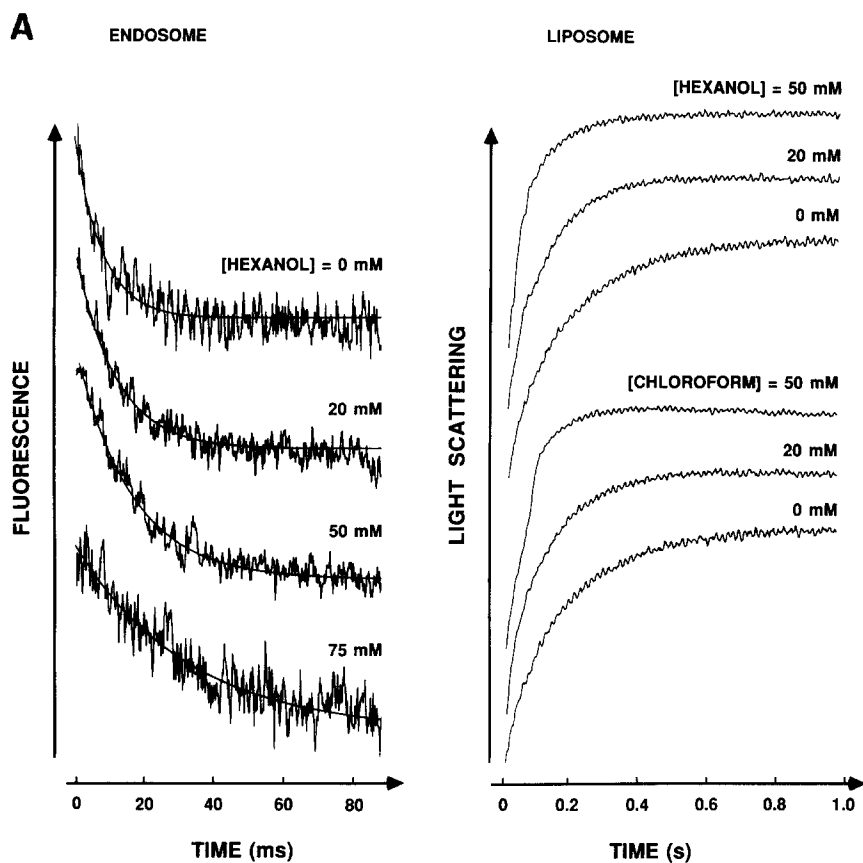 A
ENDOSOME
LIPOSOME
[HEXANOL] = 0 mM
20 mM
50 mM
75 mM
FLUORESCENCE
0 20 40 60 80
TIME (ms)
[HEXANOL] = 50 mM
20 mM
0 mM
[CHLOROFORM] = 50 mM
20 mM
0 mM
LIGHT SCATTERING
0 0.2 0.4 0.6 0.8 1.0
TIME (s)